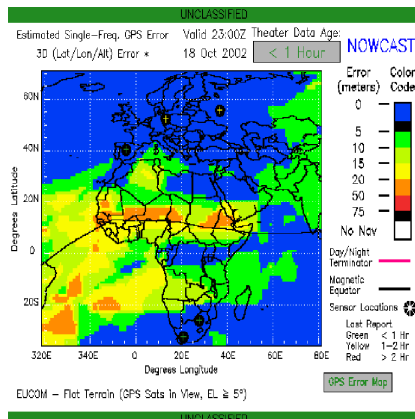 UNCLASSIFIED
Estimated Single-Freq. GPS Error Valid 23:00Z Theater Data Age:
3D (Lat/Lon/Alt) Error * 18 Oct 2002 < 1 Hour NOWCAST
Error Color
(meters) Code
0
5
10
15
20
50
75
No Nav
60N
40N
20N
0
20S
Degrees Latitude
320E 340E 0 20E 40E 60E 80E
Degrees Longitude
Day/Night
Terminator
Magnetic
Equator
Sensor Locations
Last Report
Green < 1 Hr
Yellow 1-2 Hr
Red > 2 Hr
GPS Error Map
EUCOM - Flat Terrain (GPS Sats in View, EL ≥ 5°)
UNCLASSIFIED